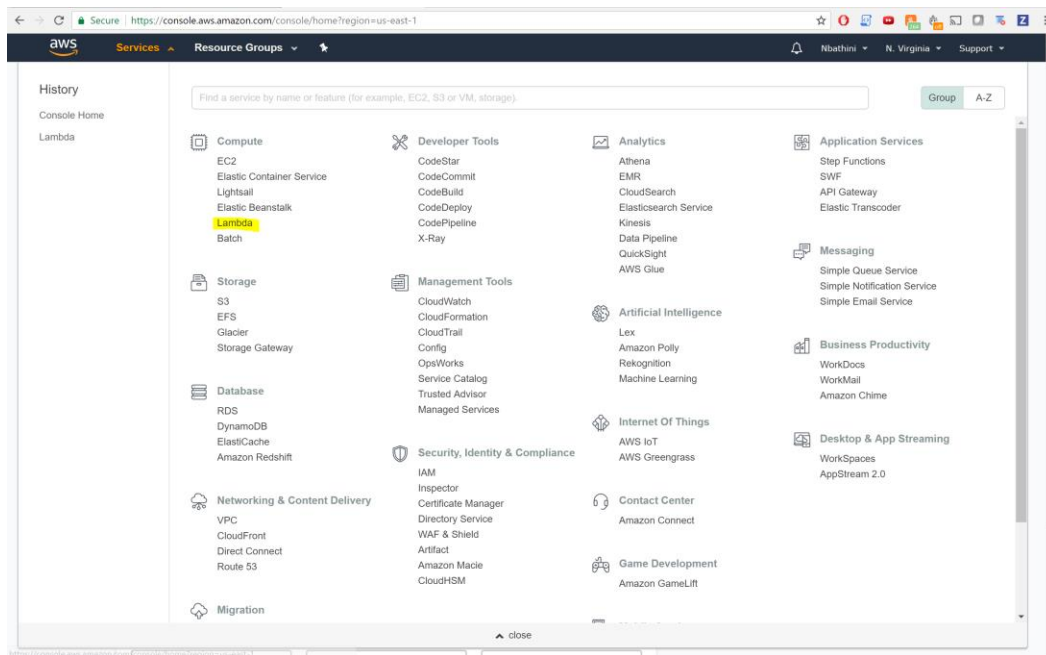 Secure | https://console.aws.amazon.com/console/home?region=us-east-1
aws Services Resource Groups Nbathini N. Virginia Support
History
Console Home
Lambda
Find a service by name or feature (for example, EC2, S3 or VM, storage).
Group A-Z
Compute
EC2
Elastic Container Service
Lightsail
Elastic Beanstalk
Lambda
Batch
Storage
S3
EFS
Glacier
Storage Gateway
Database
RDS
DynamoDB
ElastiCache
Amazon Redshift
Networking & Content Delivery
VPC
CloudFront
Direct Connect
Route 53
Migration
Developer Tools
CodeStar
CodeCommit
CodeBuild
CodeDeploy
CodePipeline
X-Ray
Management Tools
CloudWatch
CloudFormation
CloudTrail
Config
OpsWorks
Service Catalog
Trusted Advisor
Managed Services
Security, Identity & Compliance
IAM
Inspector
Certificate Manager
Directory Service
WAF & Shield
Artifact
Amazon Macie
CloudHSM
Analytics
Athena
EMR
CloudSearch
Elasticsearch Service
Kinesis
Data Pipeline
QuickSight
AWS Glue
Artificial Intelligence
Lex
Amazon Polly
Rekognition
Machine Learning
Internet Of Things
AWS IoT
AWS Greengrass
Contact Center
Amazon Connect
Game Development
Amazon GameLift
Application Services
Step Functions
SWF
API Gateway
Elastic Transcoder
Messaging
Simple Queue Service
Simple Notification Service
Simple Email Service
Business Productivity
WorkDocs
WorkMail
Amazon Chime
Desktop & App Streaming
WorkSpaces
AppStream 2.0
close